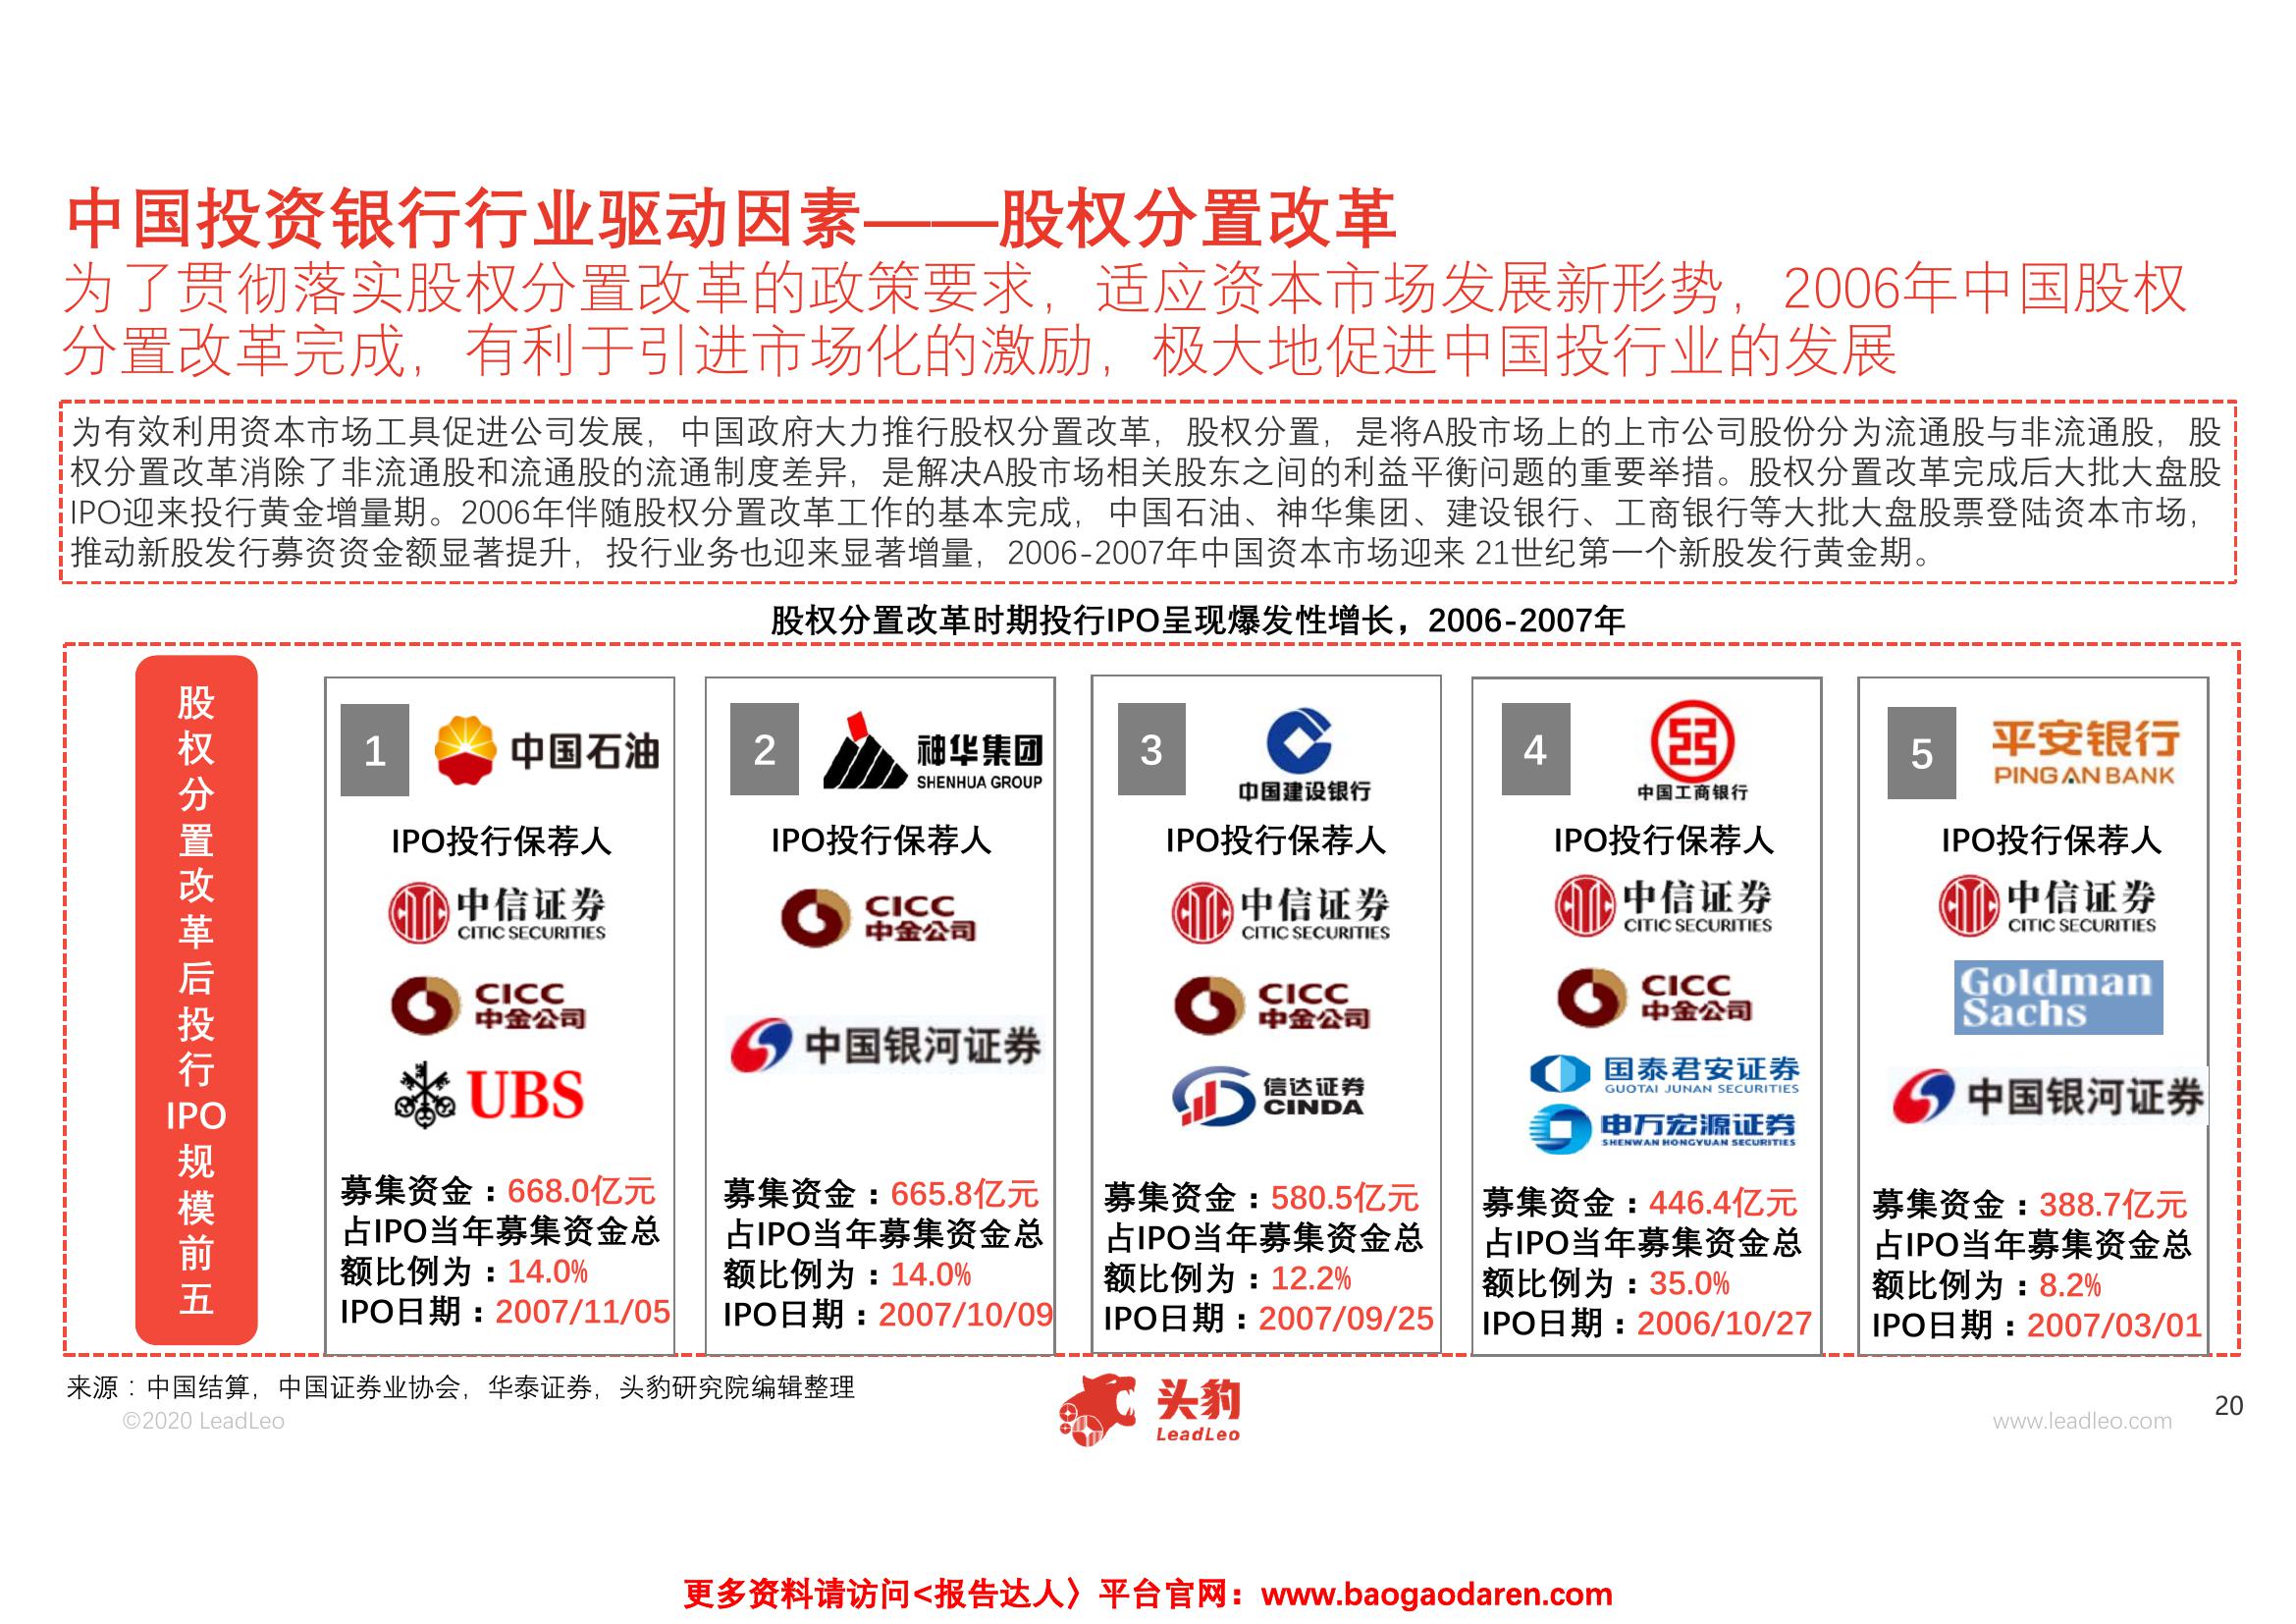 中国投资银行行业驱动因素——股权分置改革
为了贯彻落实股权分置改革的政策要求，适应资本市场发展新形势，2006年中国股权
分置改革完成，有利于引进市场化的激励，极大地促进中国投行业的发展
为有效利用资本市场工具促进公司发展，中国政府大力推行股权分置改革，股权分置，是将A股市场上的上市公司股份分为流通股与非流通股，股
权分置改革消除了非流通股和流通股的流通制度差异，是解决A股市场相关股东之间的利益平衡问题的重要举措。股权分置改革完成后大批大盘股
IPO迎来投行黄金增量期。2006年伴随股权分置改革工作的基本完成，中国石油、神华集团、建设银行、工商银行等大批大盘股票登陆资本市场，
推动新股发行募资资金额显著提升，投行业务也迎来显著增量，2006-2007年中国资本市场迎来 21世纪第一个新股发行黄金期。
股权分置改革时期投行IPO呈现爆发性增长，2006-2007年
股权分置改革后投行IPO规模前五
1
中国石油
IPO投行保荐人
中信证券
CITIC SECURITIES
CICC
中金公司
UBS
募集资金：668.0亿元
占IPO当年募集资金总
额比例为：14.0%
IPO日期：2007/11/05
2
神华集团
SHENHUA GROUP
IPO投行保荐人
CICC
中金公司
中国银河证券
募集资金：665.8亿元
占IPO当年募集资金总
额比例为：14.0%
IPO日期：2007/10/09
3
中国建设银行
IPO投行保荐人
中信证券
CITIC SECURITIES
CICC
中金公司
信达证券
CINDA
募集资金：580.5亿元
占IPO当年募集资金总
额比例为：12.2%
IPO日期：2007/09/25
4
中国工商银行
IPO投行保荐人
中信证券
CITIC SECURITIES
CICC
中金公司
国泰君安证券
GUOTAI JUNAN SECURITIES
申万宏源证券
SHENWAN HONGYUAN SECURITIES
募集资金：446.4亿元
占IPO当年募集资金总
额比例为：35.0%
IPO日期：2006/10/27
5
平安银行
PING AN BANK
IPO投行保荐人
中信证券
CITIC SECURITIES
Goldman
Sachs
中国银河证券
募集资金：388.7亿元
占IPO当年募集资金总
额比例为：8.2%
IPO日期：2007/03/01
来源：中国结算，中国证券业协会，华泰证券，头豹研究院编辑整理
©2020 LeadLeo
头豹
LeadLeo
www.leadleo.com
20
更多资料请访问<报告达人〉平台官网：www.baogaodaren.com